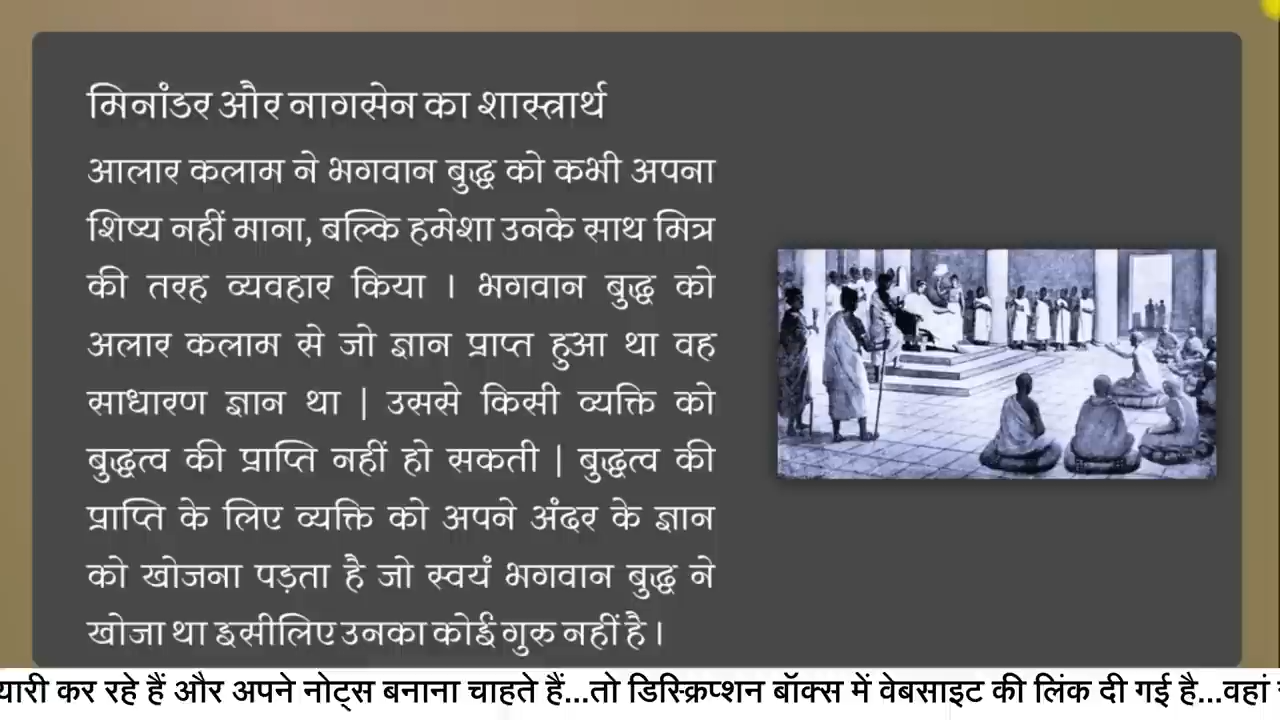 मिनांडर और नागसेन का शास्त्रार्थ
आलार कलाम ने भगवान बुद्ध को कभी अपना
शिष्य नहीं माना, बल्कि हमेशा उनके साथ मित्र
की तरह व्यवहार किया ।  भगवान बुद्ध को
अलार कलाम से जो ज्ञान प्राप्त हुआ था वह
साधारण ज्ञान था | उससे किसी व्यक्ति को
बुद्धत्व की प्राप्ति नहीं हो सकती | बुद्धत्व की
प्राप्ति के लिए व्यक्ति को अपने अंदर के ज्ञान
को खोजना पड़ता है जो स्वयं भगवान बुद्ध ने
खोजा था इसीलिए उनका कोई गुरु नहीं है ।
यारी कर रहे हैं और अपने नोट्स बनाना चाहते हैं...तो डिस्क्रिप्शन बॉक्स में वेबसाइट की लिंक दी गई है...वहां